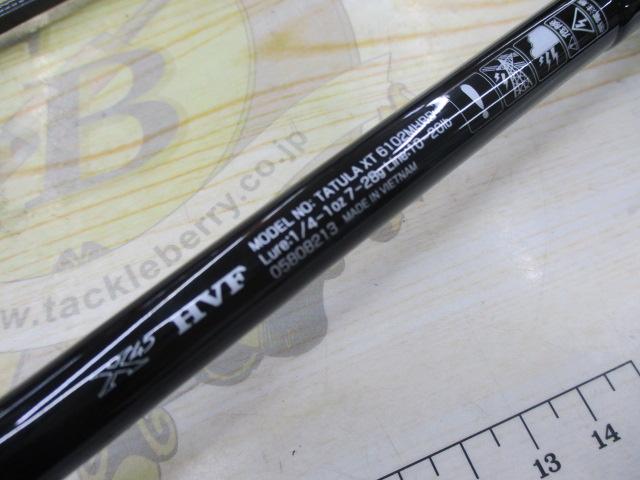 MODEL NO: TATULA XT 6102MHRB
Lure:1/4-1oz 7-28g Line:10-20lb
05808213 MADE IN VIETNAM
X45 HVF
www.tackleberry.co.jp
B
13 14